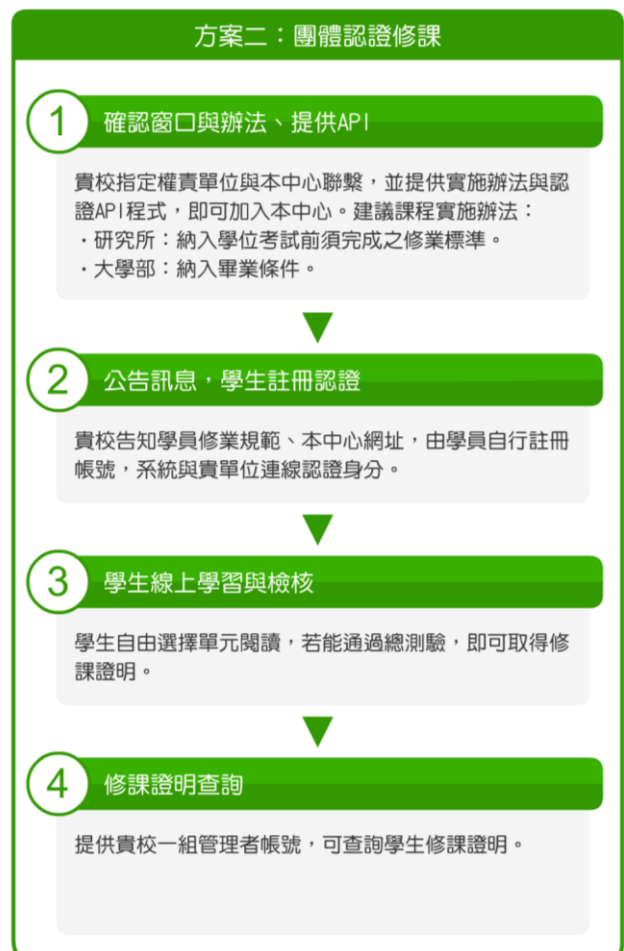 方案二：團體認證修課
1
確認窗口與辦法、提供API
貴校指定權責單位與本中心聯繫，並提供實施辦法與認
證API程式，即可加入本中心。建議課程實施辦法：
・研究所：納入學位考試前須完成之修業標準。
・大學部：納入畢業條件。
2
公告訊息，學生註冊認證
貴校告知學員修業規範、本中心網址，由學員自行註冊
帳號，系統與貴單位連線認證身分。
3
學生線上學習與檢核
學生自由選擇單元閱讀，若能通過總測驗，即可取得修
課證明。
4
修課證明查詢
提供貴校一組管理者帳號，可查詢學生修課證明。